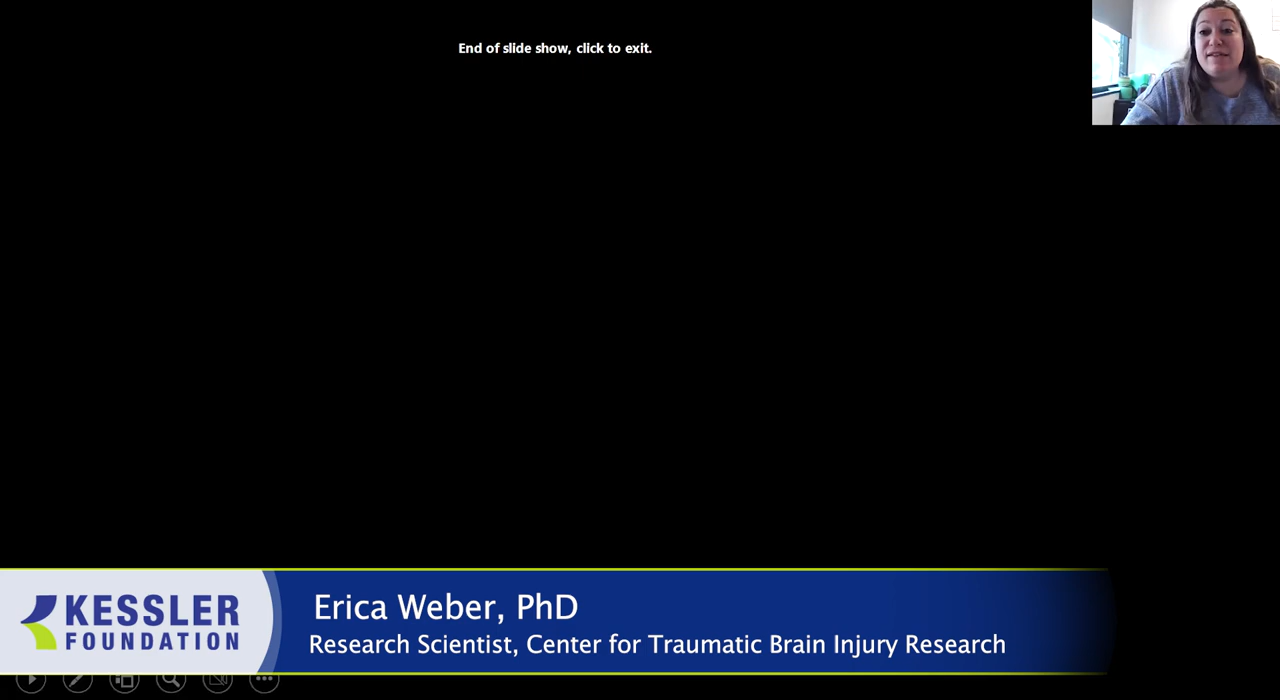 End of slide show, click to exit.
KESSLER
FOUNDATION
Erica Weber, PhD
Research Scientist, Center for Traumatic Brain Injury Research